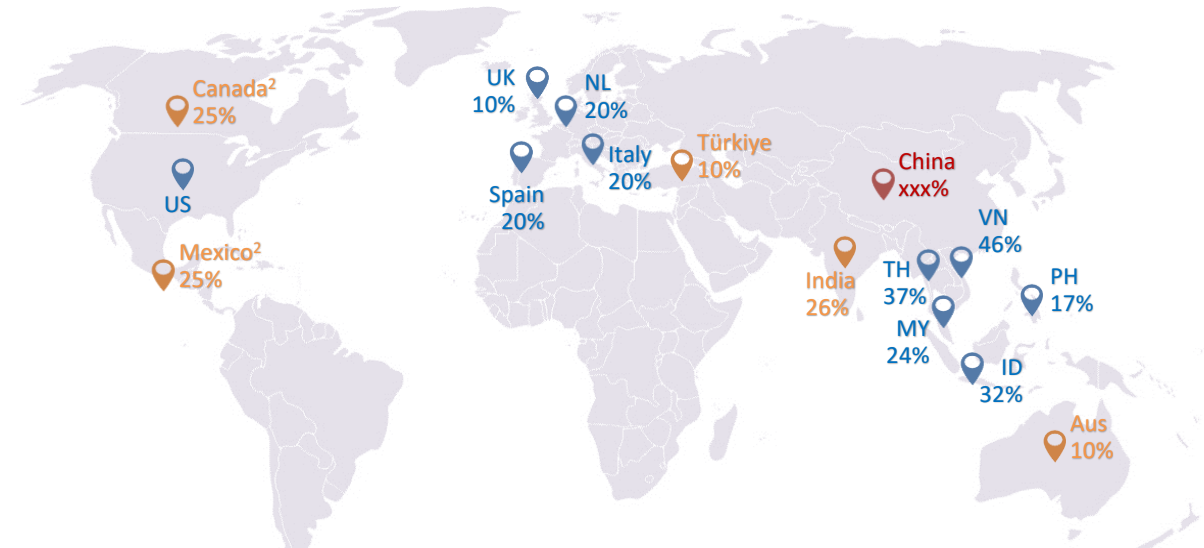 Canada²
25%
US
Mexico²
25%
UK
10%
NL
20%
Italy
20%
Spain
20%
Türkiye
10%
China
xxx%
India
26%
VN
46%
TH
37%
MY
24%
PH
17%
ID
32%
Aus
10%